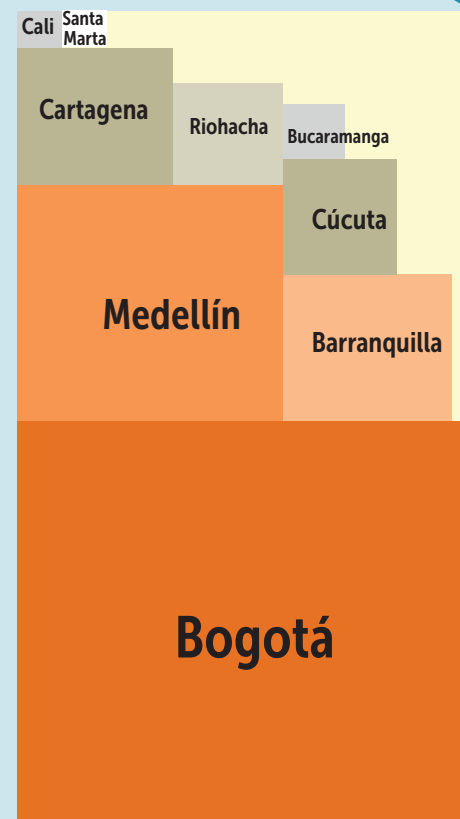 Cali
Santa
Marta
Cartagena
Riohacha
Bucaramanga
Cúcuta
Medellín
Barranquilla
Bogotá